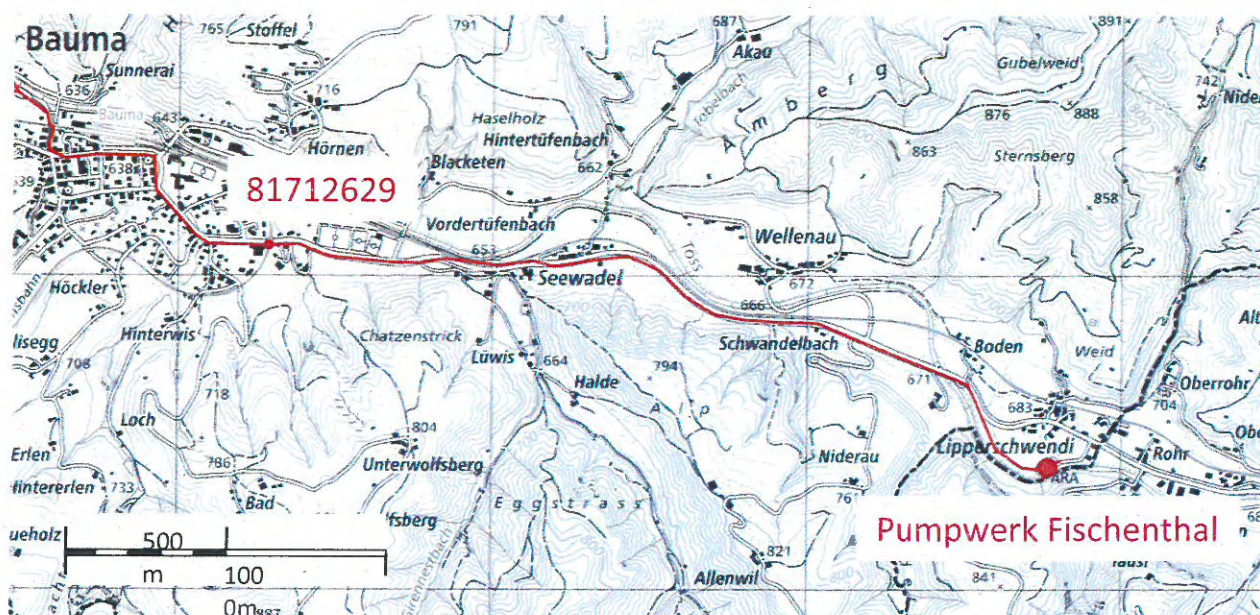 Bauma
765
Stoffel
791
687
Akau
891
Sunnerai
636
716
Gubelweid
742
Bauma
643
Haselholz
Tobelbach
Amberg
876
888
Hörnen
Hintertüfenbach
863
Sternsberg
638
Blacketen
662
639
81712629
858
Vordertüfenbach
Wellenau
653
Töss
Höckler
Seewadel
672
666
Hinterwis
Chatzenstrick
Schwandelbach
Boden
Weid
lisegg
708
Lüwis
664
794
671
Oberrohr
Halde
718
683
704
Loch
804
Lipperschwendi
Erlen
786
Unterwolfsberg
Niderau
Rohr
ARA
Hintererlen
733
Bad
Eggstrass
76
ueholz
fsberg
Pumpwerk Fischenthal
500
821
m 100
Allenwil
841
0m